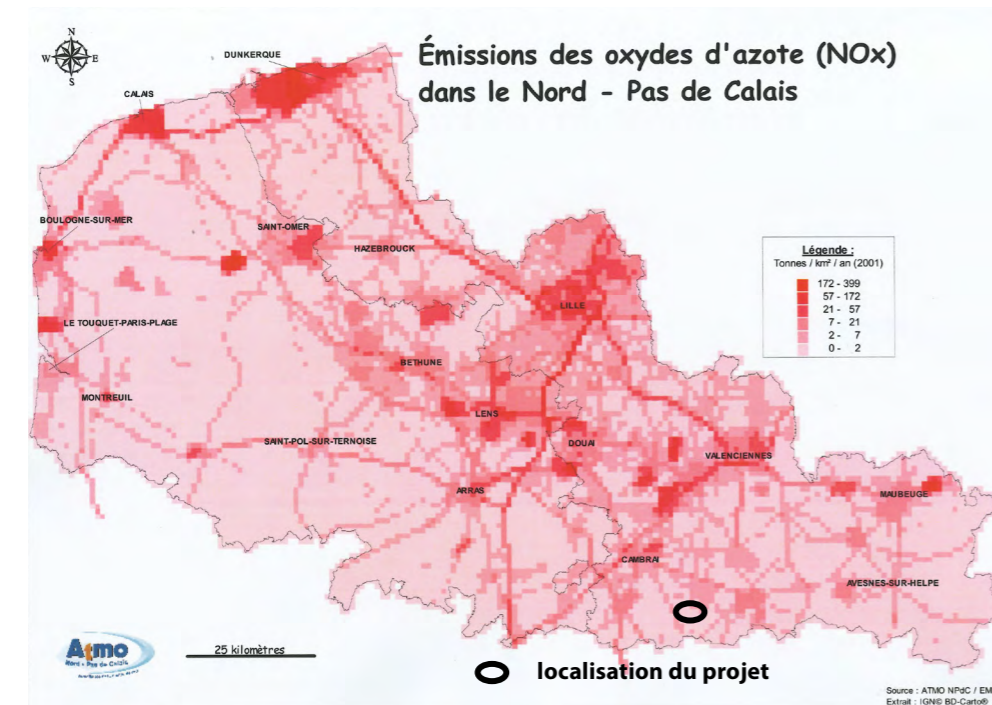 Émissions des oxydes d'azote (NOx)
dans le Nord - Pas de Calais
N
W E
S
DUNKERQUE
CALAIS
BOULOGNE-SUR-MER
SAINT-OMER
HAZEBROUCK
LILLE
LE TOUQUET-PARIS-PLAGE
BETHUNE
MONTREUIL
LENS
SAINT-POL-SUR-TERNOISE
DOUAI
VALENCIENNES
ARRAS
MAUBEUGE
CAMBRAI
AVESNES-SUR-HELPE
Légende :
Tonnes / km² / an (2001)
172 - 399
57 - 172
21 - 57
7 - 21
2 - 7
0 - 2
Atmo
Nord - Pas de Calais
25 kilomètres
localisation du projet
Source : ATMO NPdC / EM
Extrait : IGN© BD-Carto®